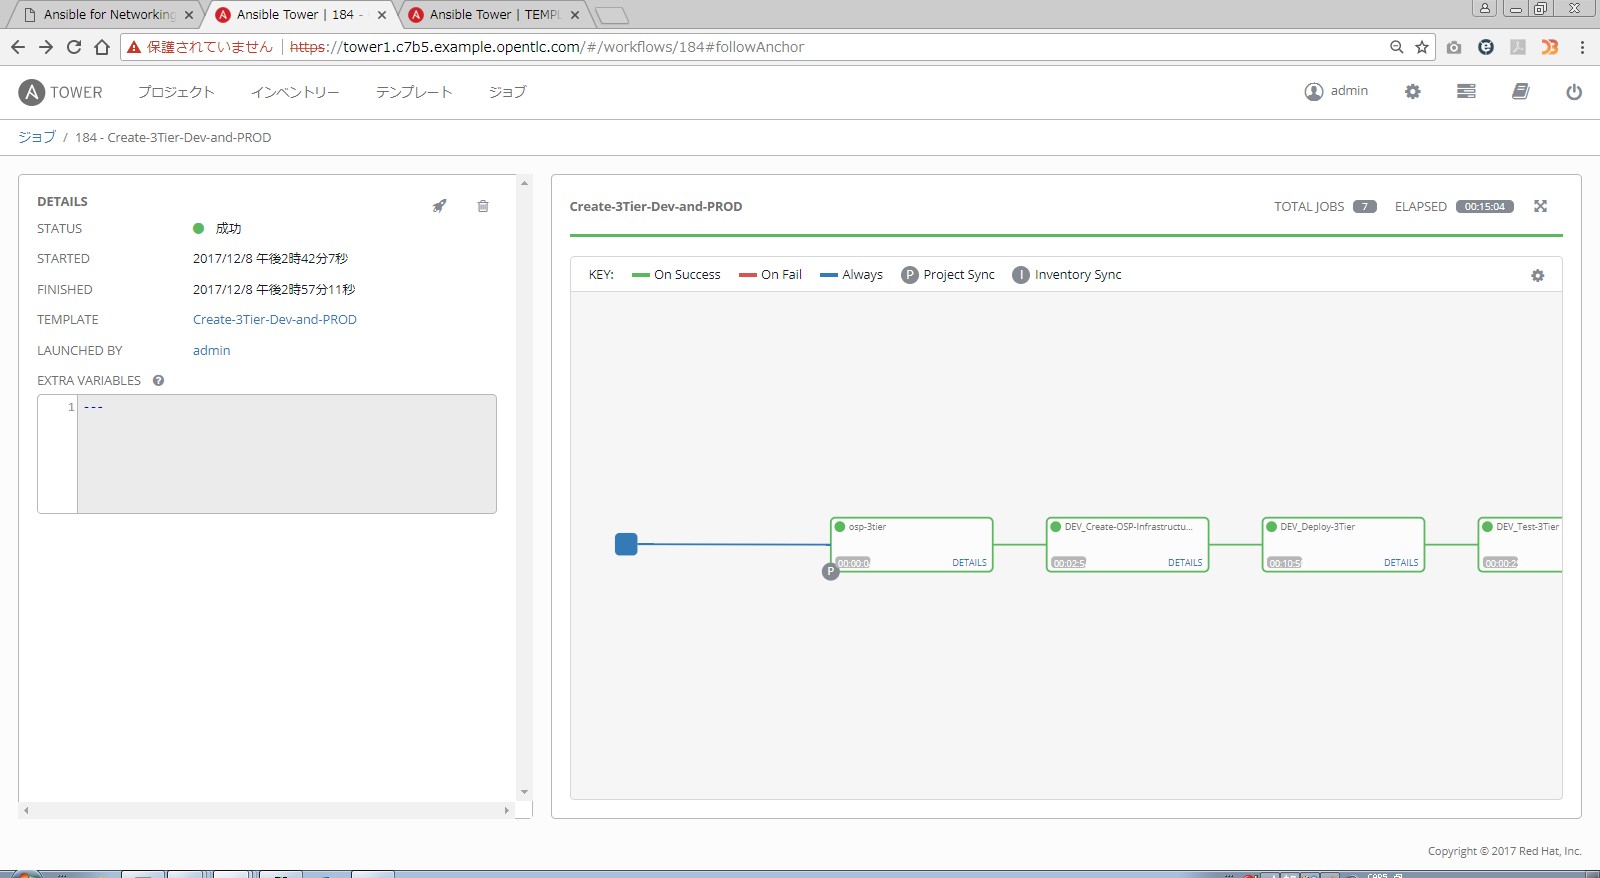 Ansible for Networking
Ansible Tower | 184 -
Ansible Tower | TEMPL
保護されていません | https://tower1.c7b5.example.opentlc.com/#/workflows/184#followAnchor
TOWER プロジェクト インベントリー テンプレート ジョブ admin
ジョブ / 184 - Create-3Tier-Dev-and-PROD
DETAILS
STATUS 成功
STARTED 2017/12/8 午後2時42分7秒
FINISHED 2017/12/8 午後2時57分11秒
TEMPLATE Create-3Tier-Dev-and-PROD
LAUNCHED BY admin
EXTRA VARIABLES ?
1 ---
Create-3Tier-Dev-and-PROD TOTAL JOBS 7 ELAPSED 00:15:04
KEY: On Success On Fail Always P Project Sync I Inventory Sync
osp-3tier
00:00:0
DETAILS
P
DEV_Create-OSP-Infrastructu...
00:02:5
DETAILS
DEV_Deploy-3Tier
00:10:5
DETAILS
DEV_Test-3Tier
00:00:2
Copyright © 2017 Red Hat, Inc.
CAPS